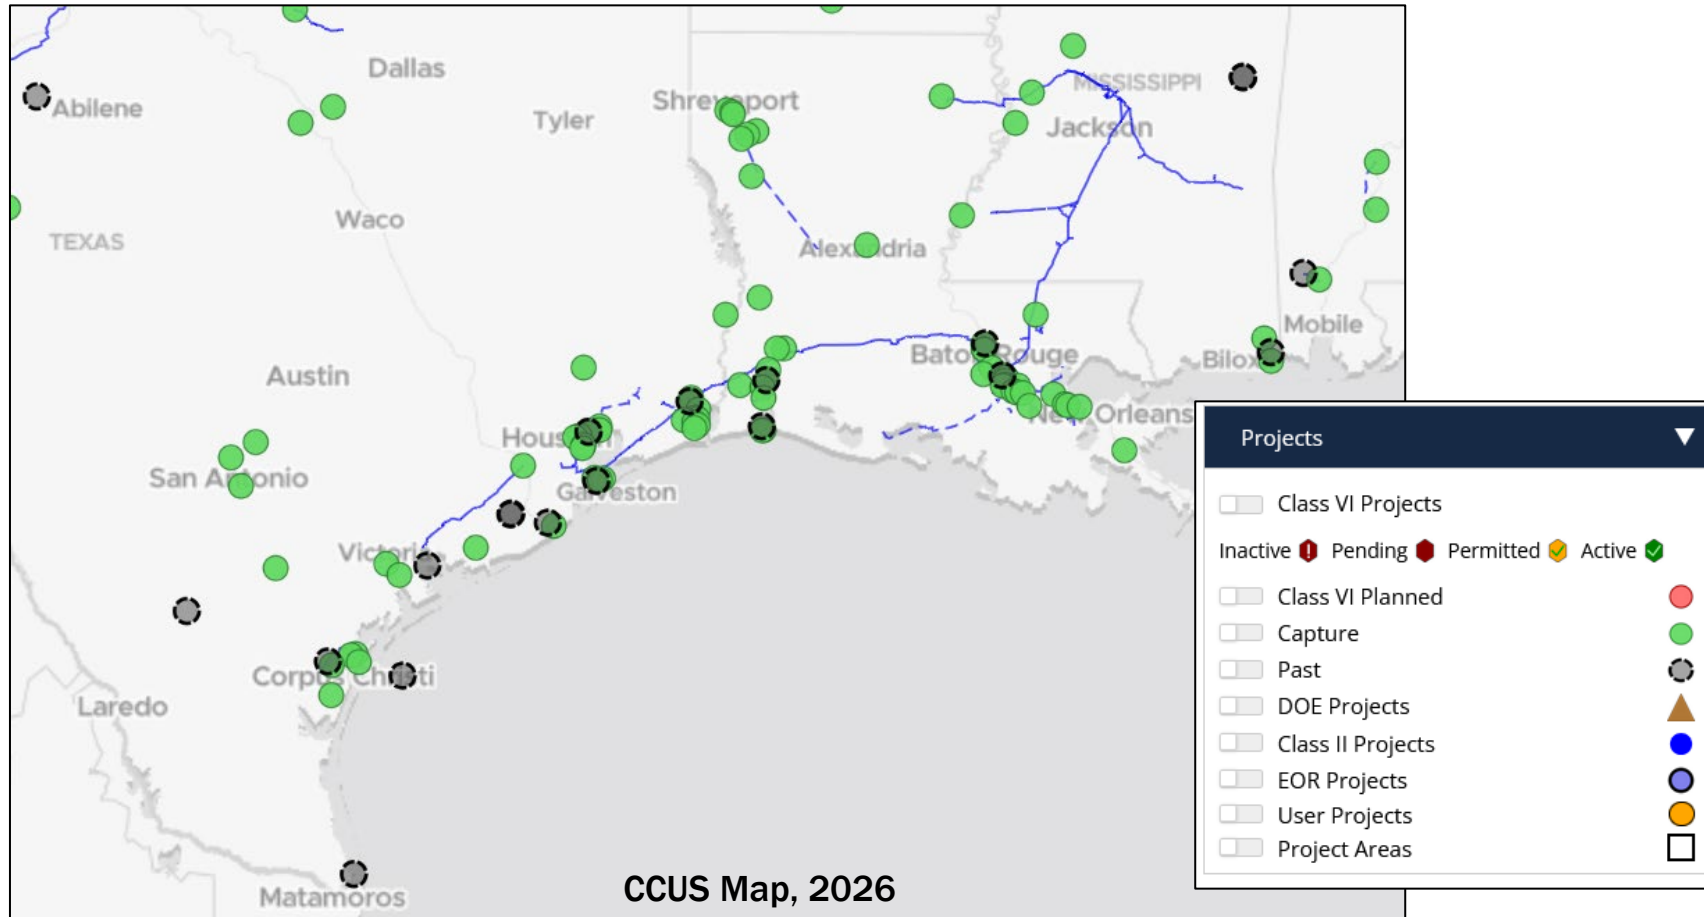 Dallas
Abilene
Tyler
Shreveport
MISSISSIPPI
Jackson
Waco
TEXAS
Alexandria
Mobile
Baton Rouge
Biloxi
Austin
New Orleans
Houston
San Antonio
Galveston
Victoria
Corpus Christi
Laredo
Matamoros
CCUS Map, 2026
Projects
Class VI Projects
Inactive Pending Permitted Active
Class VI Planned
Capture
Past
DOE Projects
Class II Projects
EOR Projects
User Projects
Project Areas